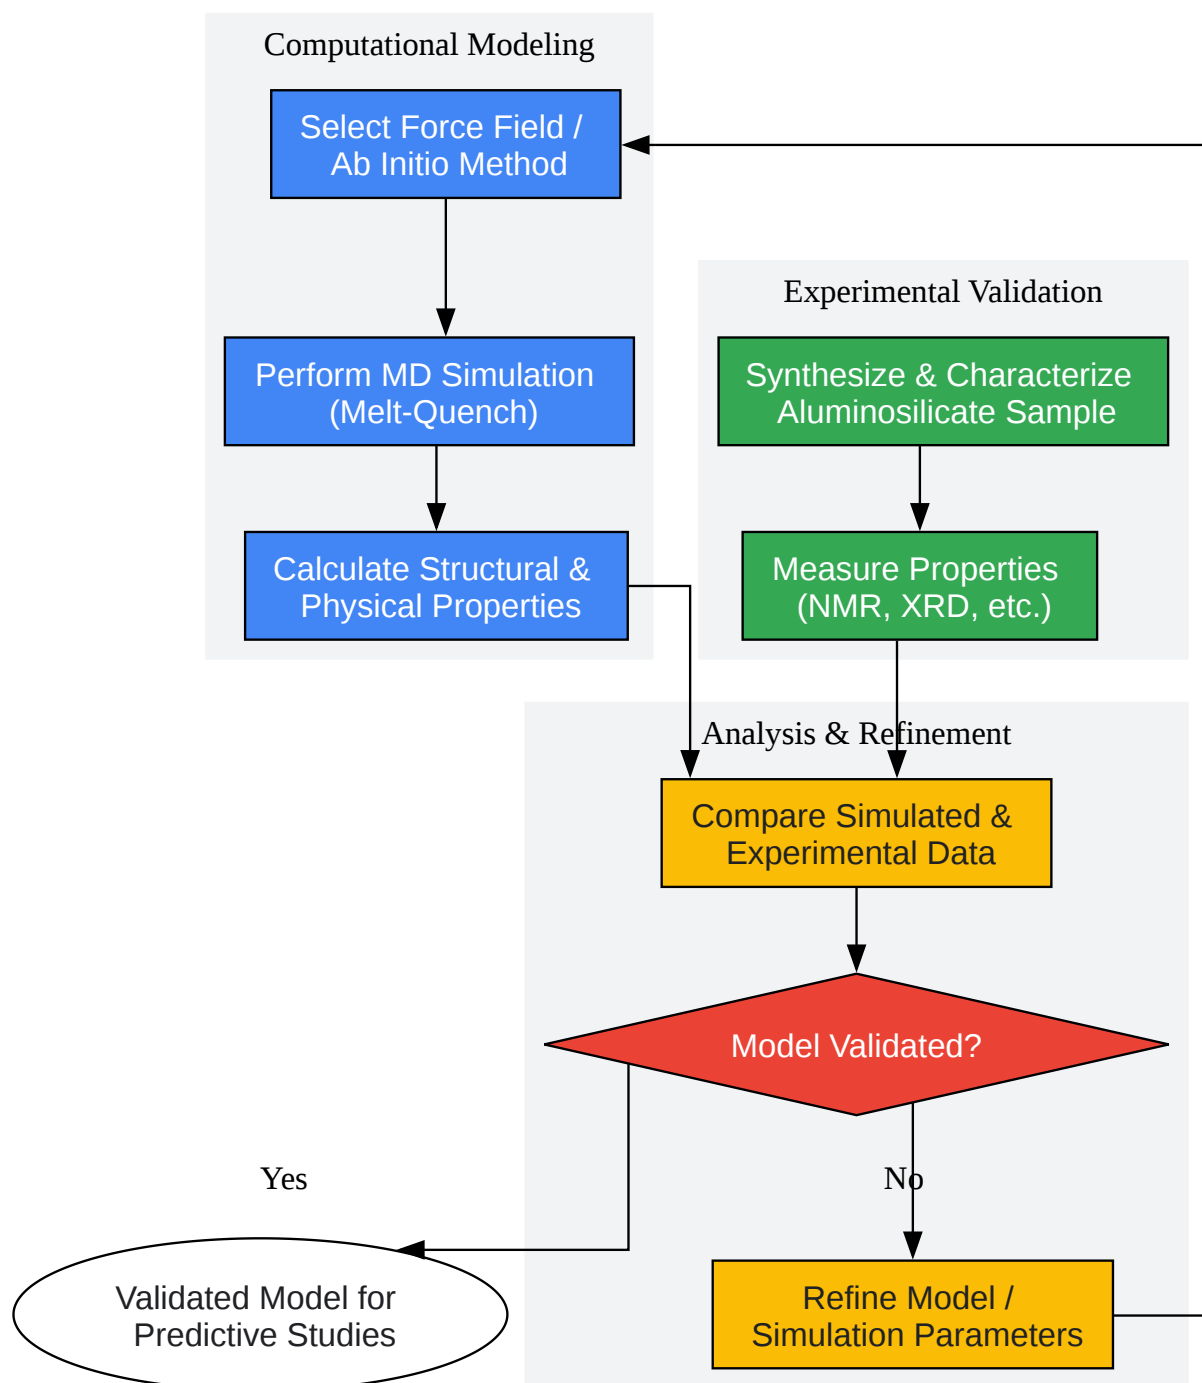 Computational Modeling
Select Force Field /
Ab Initio Method
Experimental Validation
Perform MD Simulation
(Melt-Quench)
Synthesize & Characterize
Aluminosilicate Sample
Calculate Structural &
Physical Properties
Measure Properties
(NMR, XRD, etc.)
Analysis & Refinement
Compare Simulated &
Experimental Data
Model Validated?
Yes
No
Validated Model for
Predictive Studies
Refine Model /
Simulation Parameters